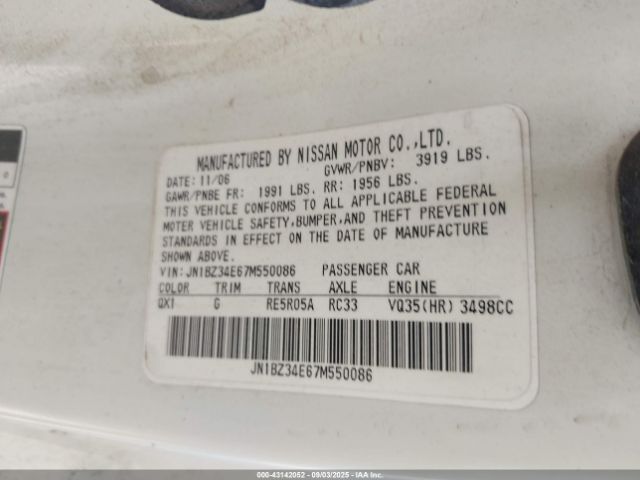 MANUFACTURED BY NISSAN MOTOR CO.,LTD.
DATE: 11/06 GVWR/PNBV: 3919 LBS.
GAWR/PNBE FR: 1991 LBS. RR: 1956 LBS.
THIS VEHICLE CONFORMS TO ALL APPLICABLE FEDERAL
MOTER VEHICLE SAFETY,BUMPER,AND THEFT PREVENTION
STANDARDS IN EFFECT ON THE DATE OF MANUFACTURE
SHOWN ABOVE.
VIN: JN1BZ34E67M550086 PASSENGER CAR
COLOR TRIM TRANS AXLE ENGINE
QX1 G RE5R05A RC33 VQ35(HR) 3498CC
JN1BZ34E67M550086
000-43142052 - 09/03/2025 - COPYRIGHT IAA, LLC.